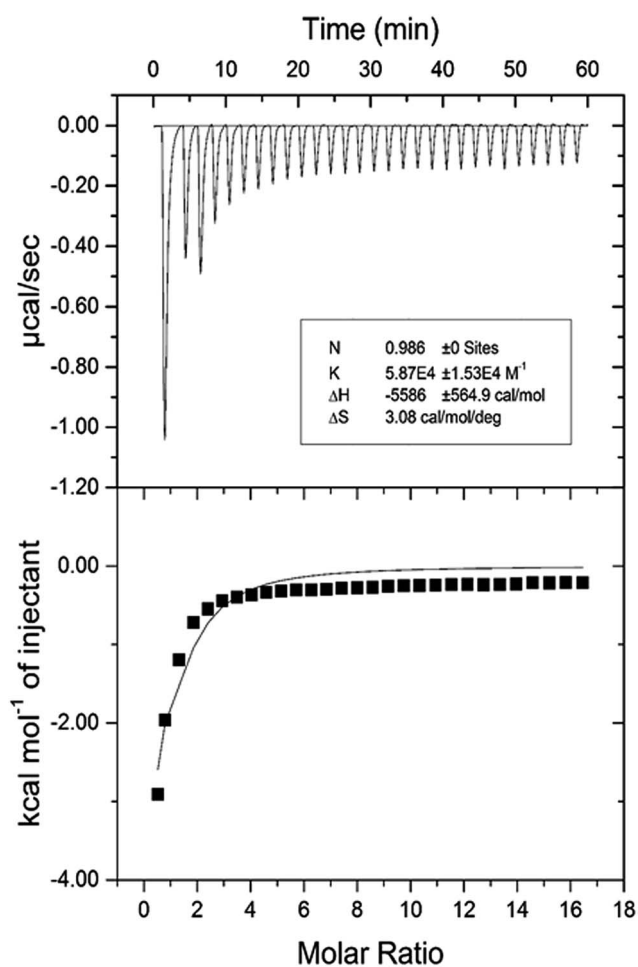 Time (min)
0 10 20 30 40 50 60
0.00
-0.20
-0.40
-0.60
-0.80
-1.00
-1.20
µcal/sec
N 0.986 ±0 Sites
K 5.87E4 ±1.53E4 M⁻¹
ΔH -5586 ±564.9 cal/mol
ΔS 3.08 cal/mol/deg
0.00
-2.00
-4.00
kcal mol⁻¹ of injectant
0 2 4 6 8 10 12 14 16 18
Molar Ratio